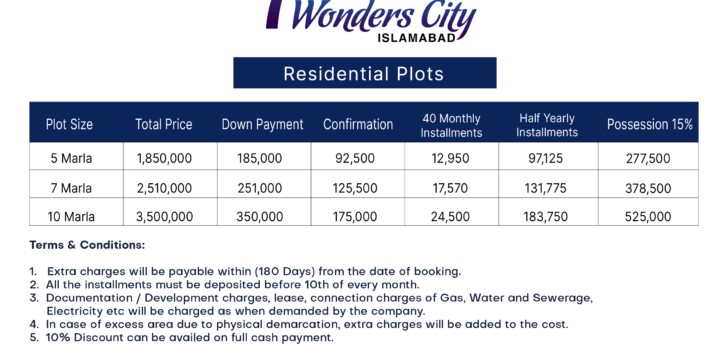 7 Wonders City
ISLAMABAD
Residential Plots
Plot Size Total Price Down Payment Confirmation 40 Monthly Installments Half Yearly Installments Possession 15%
5 Marla 1,850,000 185,000 92,500 12,950 97,125 277,500
7 Marla 2,510,000 251,000 125,500 17,570 131,775 378,500
10 Marla 3,500,000 350,000 175,000 24,500 183,750 525,000
Terms & Conditions:
1. Extra charges will be payable within (180 Days) from the date of booking.
2. All the installments must be deposited before 10th of every month.
3. Documentation / Development charges, lease, connection charges of Gas, Water and Sewerage,
Electricity etc will be charged as when demanded by the company.
4. In case of excess area due to physical demarcation, extra charges will be added to the cost.
5. 10% Discount can be availed on full cash payment.